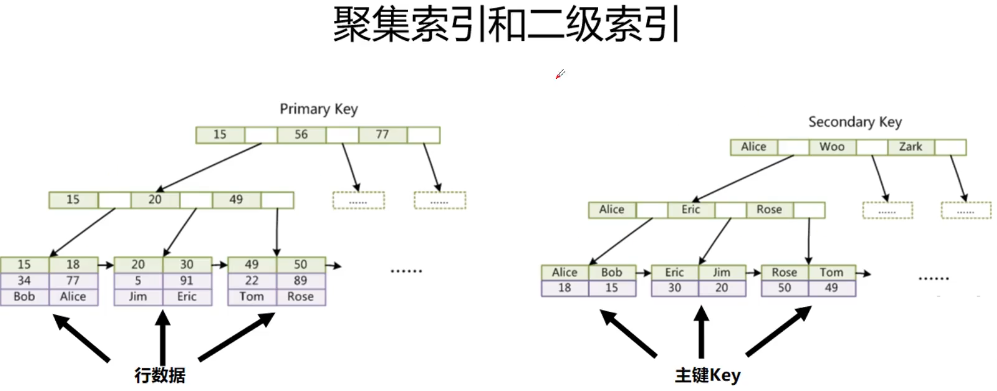 聚集索引和二级索引
Primary Key
15 56 77
15 20 49
...... ......
15 18 20 30 49 50
34 77 5 91 22 89
Bob Alice Jim Eric Tom Rose
......
行数据
Secondary Key
Alice Woo Zark
Alice Eric Rose
...... ......
Alice Bob Eric Jim Rose Tom
18 15 30 20 50 49
......
主键Key